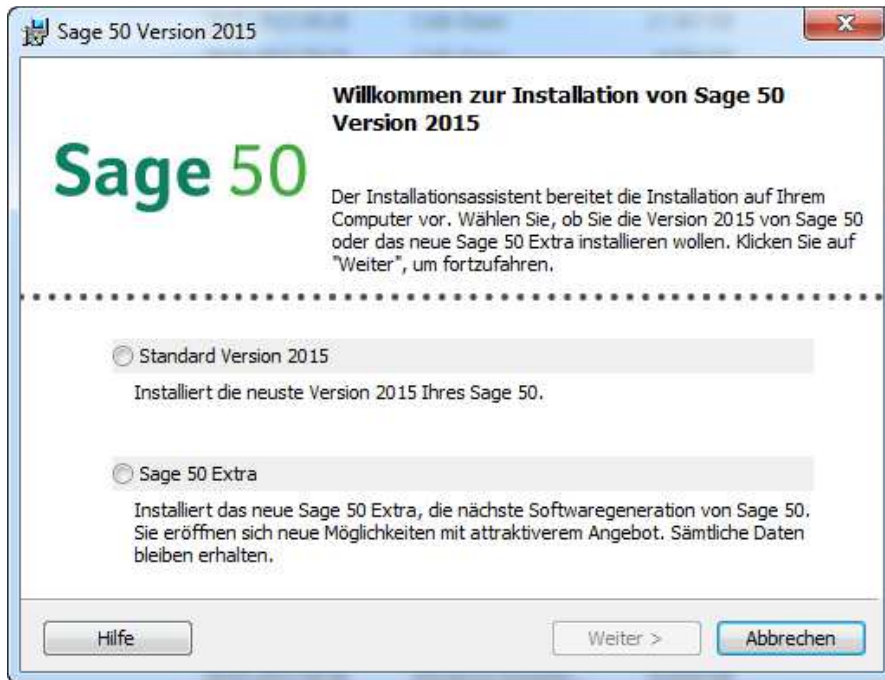 Sage 50 Version 2015
Willkommen zur Installation von Sage 50
Version 2015
Sage 50
Der Installationsassistent bereitet die Installation auf Ihrem
Computer vor. Wählen Sie, ob Sie die Version 2015 von Sage 50
oder das neue Sage 50 Extra installieren wollen. Klicken Sie auf
"Weiter", um fortzufahren.
Standard Version 2015
Installiert die neuste Version 2015 Ihres Sage 50.
Sage 50 Extra
Installiert das neue Sage 50 Extra, die nächste Softwaregeneration von Sage 50.
Sie eröffnen sich neue Möglichkeiten mit attraktiverem Angebot. Sämtliche Daten
bleiben erhalten.
Hilfe
Weiter >
Abbrechen